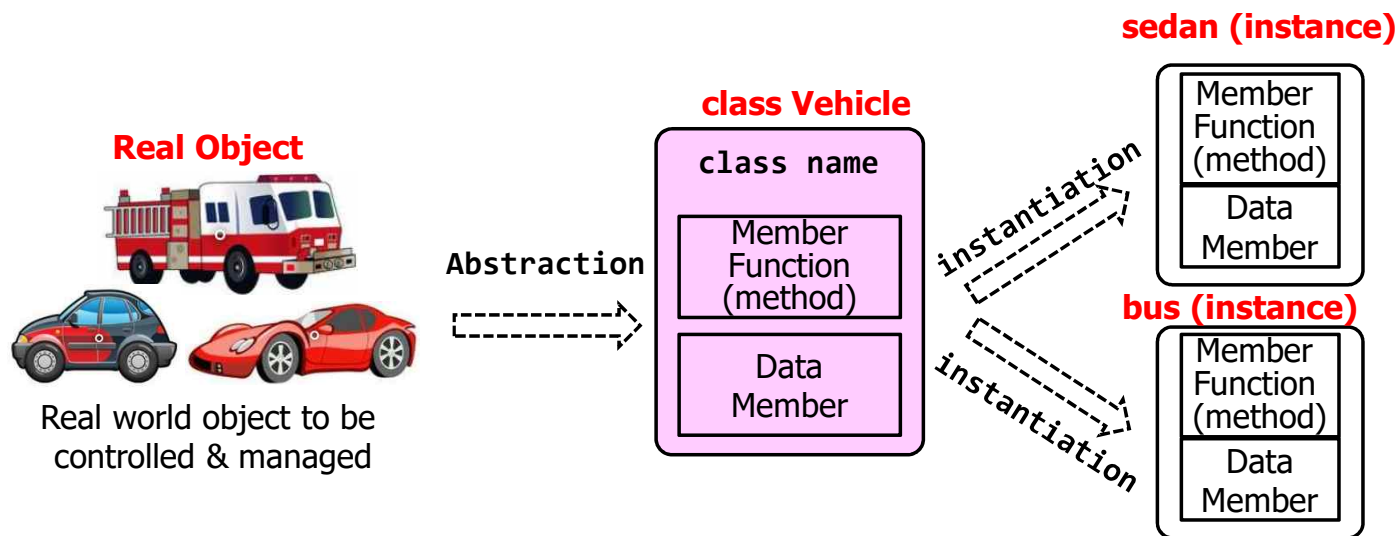 Real Object
Real world object to be
controlled & managed
Abstraction
class Vehicle
class name
Member
Function
(method)
Data
Member
instantiation
instantiation
sedan (instance)
Member
Function
(method)
Data
Member
bus (instance)
Member
Function
(method)
Data
Member